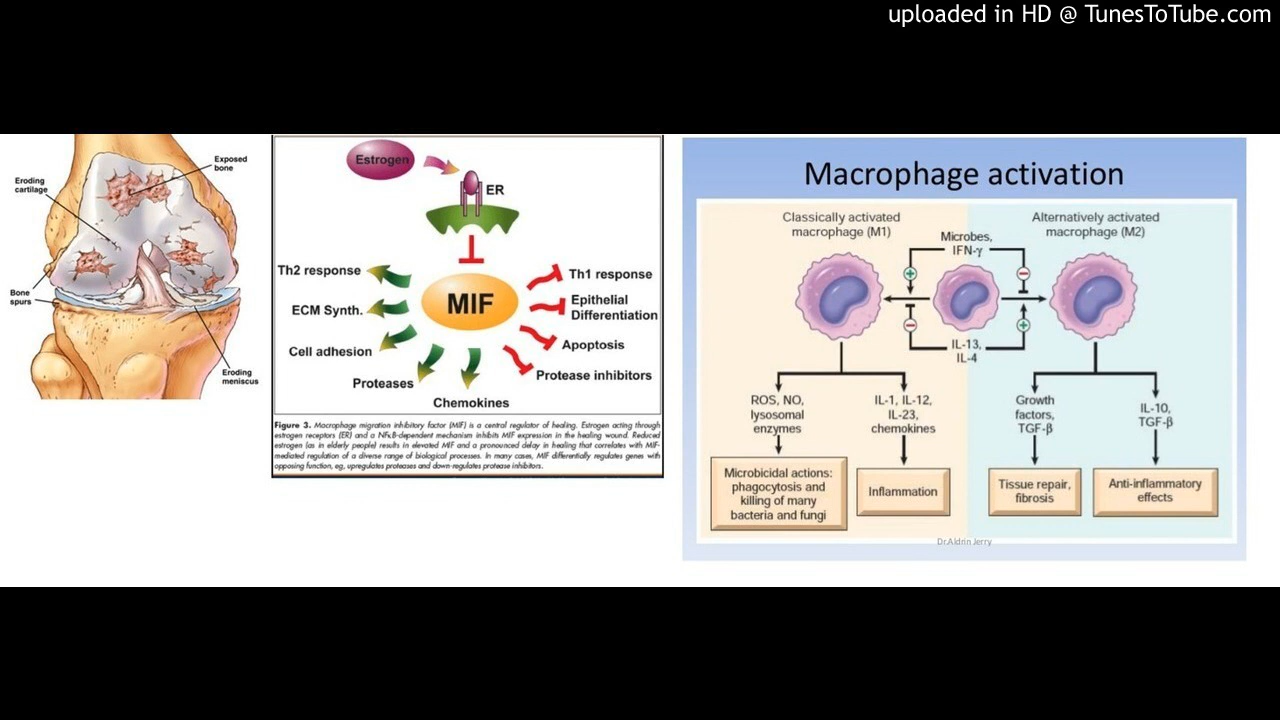 uploaded in HD @ TunesToTube.com
Exposed
bone
Eroding
cartilage
Bone
spurs
Eroding
meniscus
Estrogen
ER
MIF
Th2 response
ECM Synth.
Cell adhesion
Proteases
Chemokines
Th1 response
Epithelial
Differentiation
Apoptosis
Protease inhibitors
Figure 3. Macrophage migration inhibitory factor (MIF) is a central regulator of healing. Estrogen acting through
estrogen receptors (ER) and a NFκB-dependent mechanism inhibits MIF expression in the healing wound. Reduced
estrogen (as in elderly people) results in elevated MIF and a pronounced delay in healing that correlates with MIF-
mediated regulation of a diverse range of biological processes. In many cases, MIF differentially regulates genes with
opposing function, eg, upregulates proteases and down-regulates protease inhibitors.
Macrophage activation
Classically activated
macrophage (M1)
Microbes,
IFN-γ
Alternatively activated
macrophage (M2)
IL-13,
IL-4
ROS, NO,
lysosomal
enzymes
IL-1, IL-12,
IL-23,
chemokines
Growth
factors,
TGF-β
IL-10,
TGF-β
Microbicidal actions:
phagocytosis and
killing of many
bacteria and fungi
Inflammation
Tissue repair,
fibrosis
Anti-inflammatory
effects
Dr.Aldrin Jerry